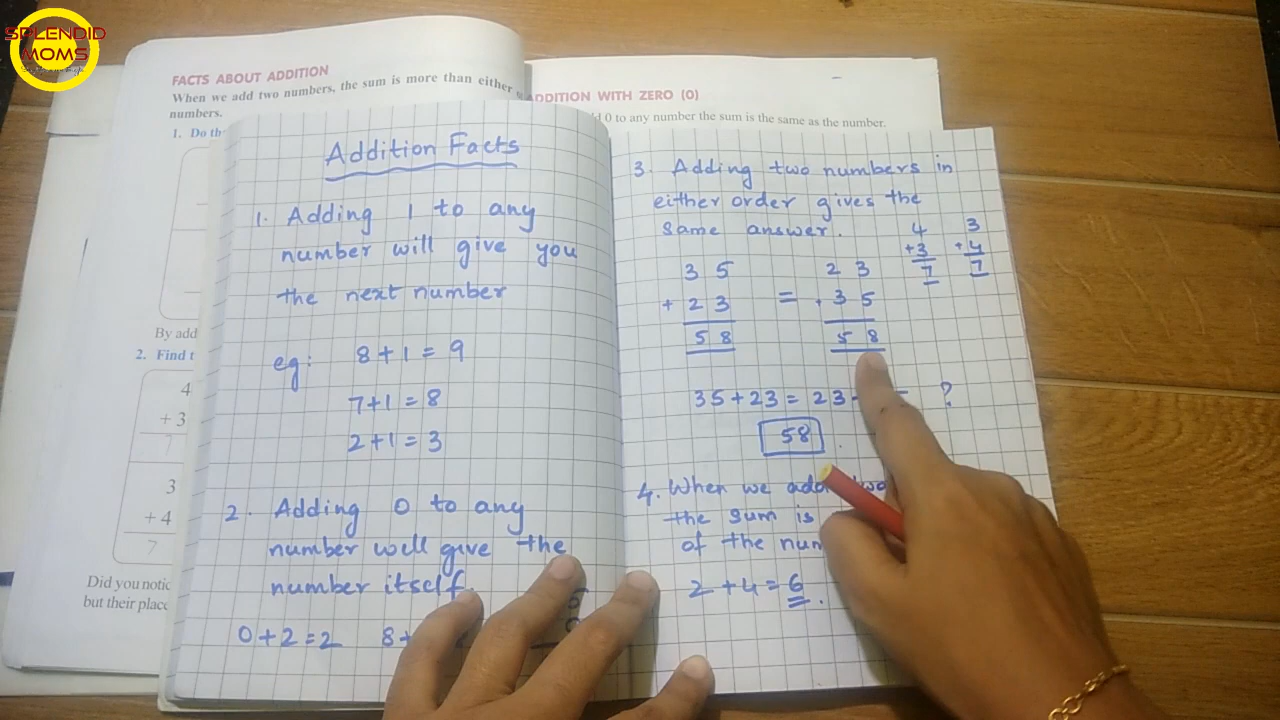 SPLENDID
MOMS
FACTS ABOUT ADDITION
When we add two numbers, the sum is more than either
numbers.
1. Do th
By add
2. Find t
4
+ 3
7
3
+ 4
7
Did you notic
but their place
ADDITION WITH ZERO (0)
0 to any number the sum is the same as the number.
Addition Facts
1. Adding 1 to any
number will give you
the next number
eg: 8 + 1 = 9
7+1 = 8
2+1 = 3
2. Adding 0 to any
number will give the
number itself.
0 + 2 = 2 8+
3. Adding two numbers in
either order gives the
same answer.
4 3
+3 +4
7 7
3 5 2 3
+ 2 3 = + 3 5
5 8 5 8
35 + 23 = 23 ?
58
4. When we add two
the sum is
of the num
2 + 4 = 6.